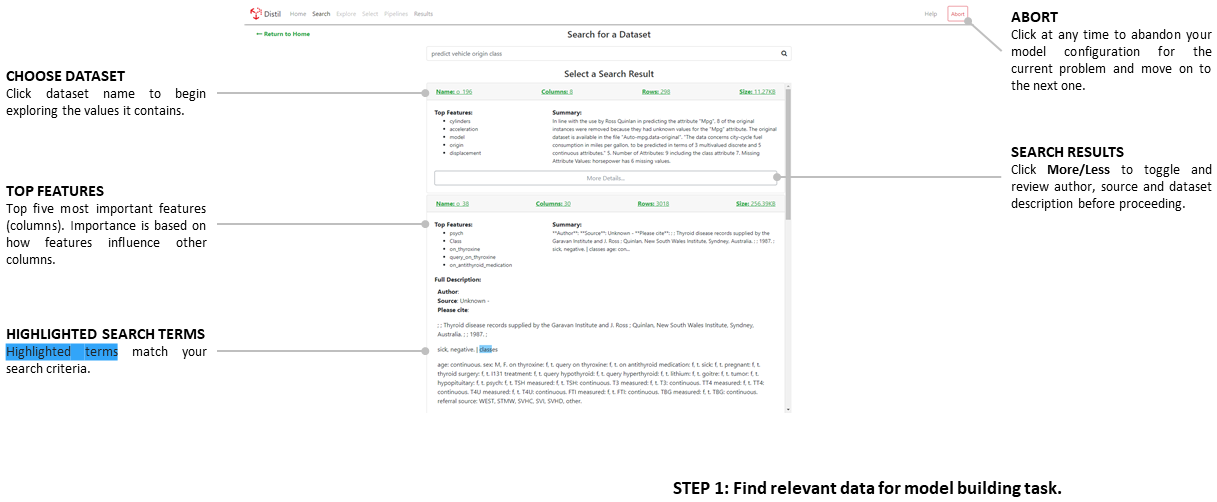 Distil Home Search Explore Select Pipelines Results Help Abort
← Return to Home
Search for a Dataset
predict vehicle origin class
Select a Search Result
Name: o_196 Columns: 8 Rows: 298 Size: 11.27KB
Top Features:
cylinders
acceleration
model
origin
displacement
Summary:
In line with the use by Ross Quinlan in predicting the attribute "Mpg", 8 of the original
instances were removed because they had unknown values for the "Mpg" attribute. The original
dataset is available in the file "Auto-mpg.data-original". "The data concerns city-cycle fuel
consumption in miles per gallon. to be predicted in terms of 3 multivalued discrete and 5
continuous attributes." 5. Number of Attributes: 9 including the class attribute 7. Missing
Attribute Values: horsepower has 6 missing values.
More Details...
Name: o_38 Columns: 30 Rows: 3018 Size: 256.39KB
Top Features:
psych
Class
on_thyroxine
query_on_thyroxine
on_antithyroid_medication
Summary:
**Author**: **Source**: Unknown - **Please cite**: ; ; Thyroid disease records supplied by the
Garavan Institute and J. Ross ; Quinlan, New South Wales Institute, Syndney, Australia. ; ; 1987. ;
sick, negative. | classes age: con...
Full Description:
Author:
Source: Unknown -
Please cite:
; ; Thyroid disease records supplied by the Garavan Institute and J. Ross ; Quinlan, New South Wales Institute, Syndney,
Australia. ; ; 1987. ;
sick, negative. | classes
age: continuous. sex: M, F. on thyroxine: f, t. query on thyroxine: f, t. on antithyroid medication: f, t. sick: f, t. pregnant: f, t.
thyroid surgery: f, t. I131 treatment: f, t. query hypothyroid: f, t. query hyperthyroid: f, t. lithium: f, t. goitre: f, t. tumor: f, t.
hypopituitary: f, t. psych: f, t. TSH measured: f, t. TSH: continuous. T3 measured: f, t. T3: continuous. TT4 measured: f, t. TT4:
continuous. T4U measured: f, t. T4U: continuous. FTI measured: f, t. FTI: continuous. TBG measured: f, t. TBG: continuous.
referral source: WEST, STMW, SVHC, SVI, SVHD, other.
CHOOSE DATASET
Click dataset name to begin
exploring the values it contains.
TOP FEATURES
Top five most important features
(columns). Importance is based on
how features influence other
columns.
HIGHLIGHTED SEARCH TERMS
Highlighted terms match your
search criteria.
ABORT
Click at any time to abandon your
model configuration for the
current problem and move on to
the next one.
SEARCH RESULTS
Click More/Less to toggle and
review author, source and dataset
description before proceeding.
STEP 1: Find relevant data for model building task.